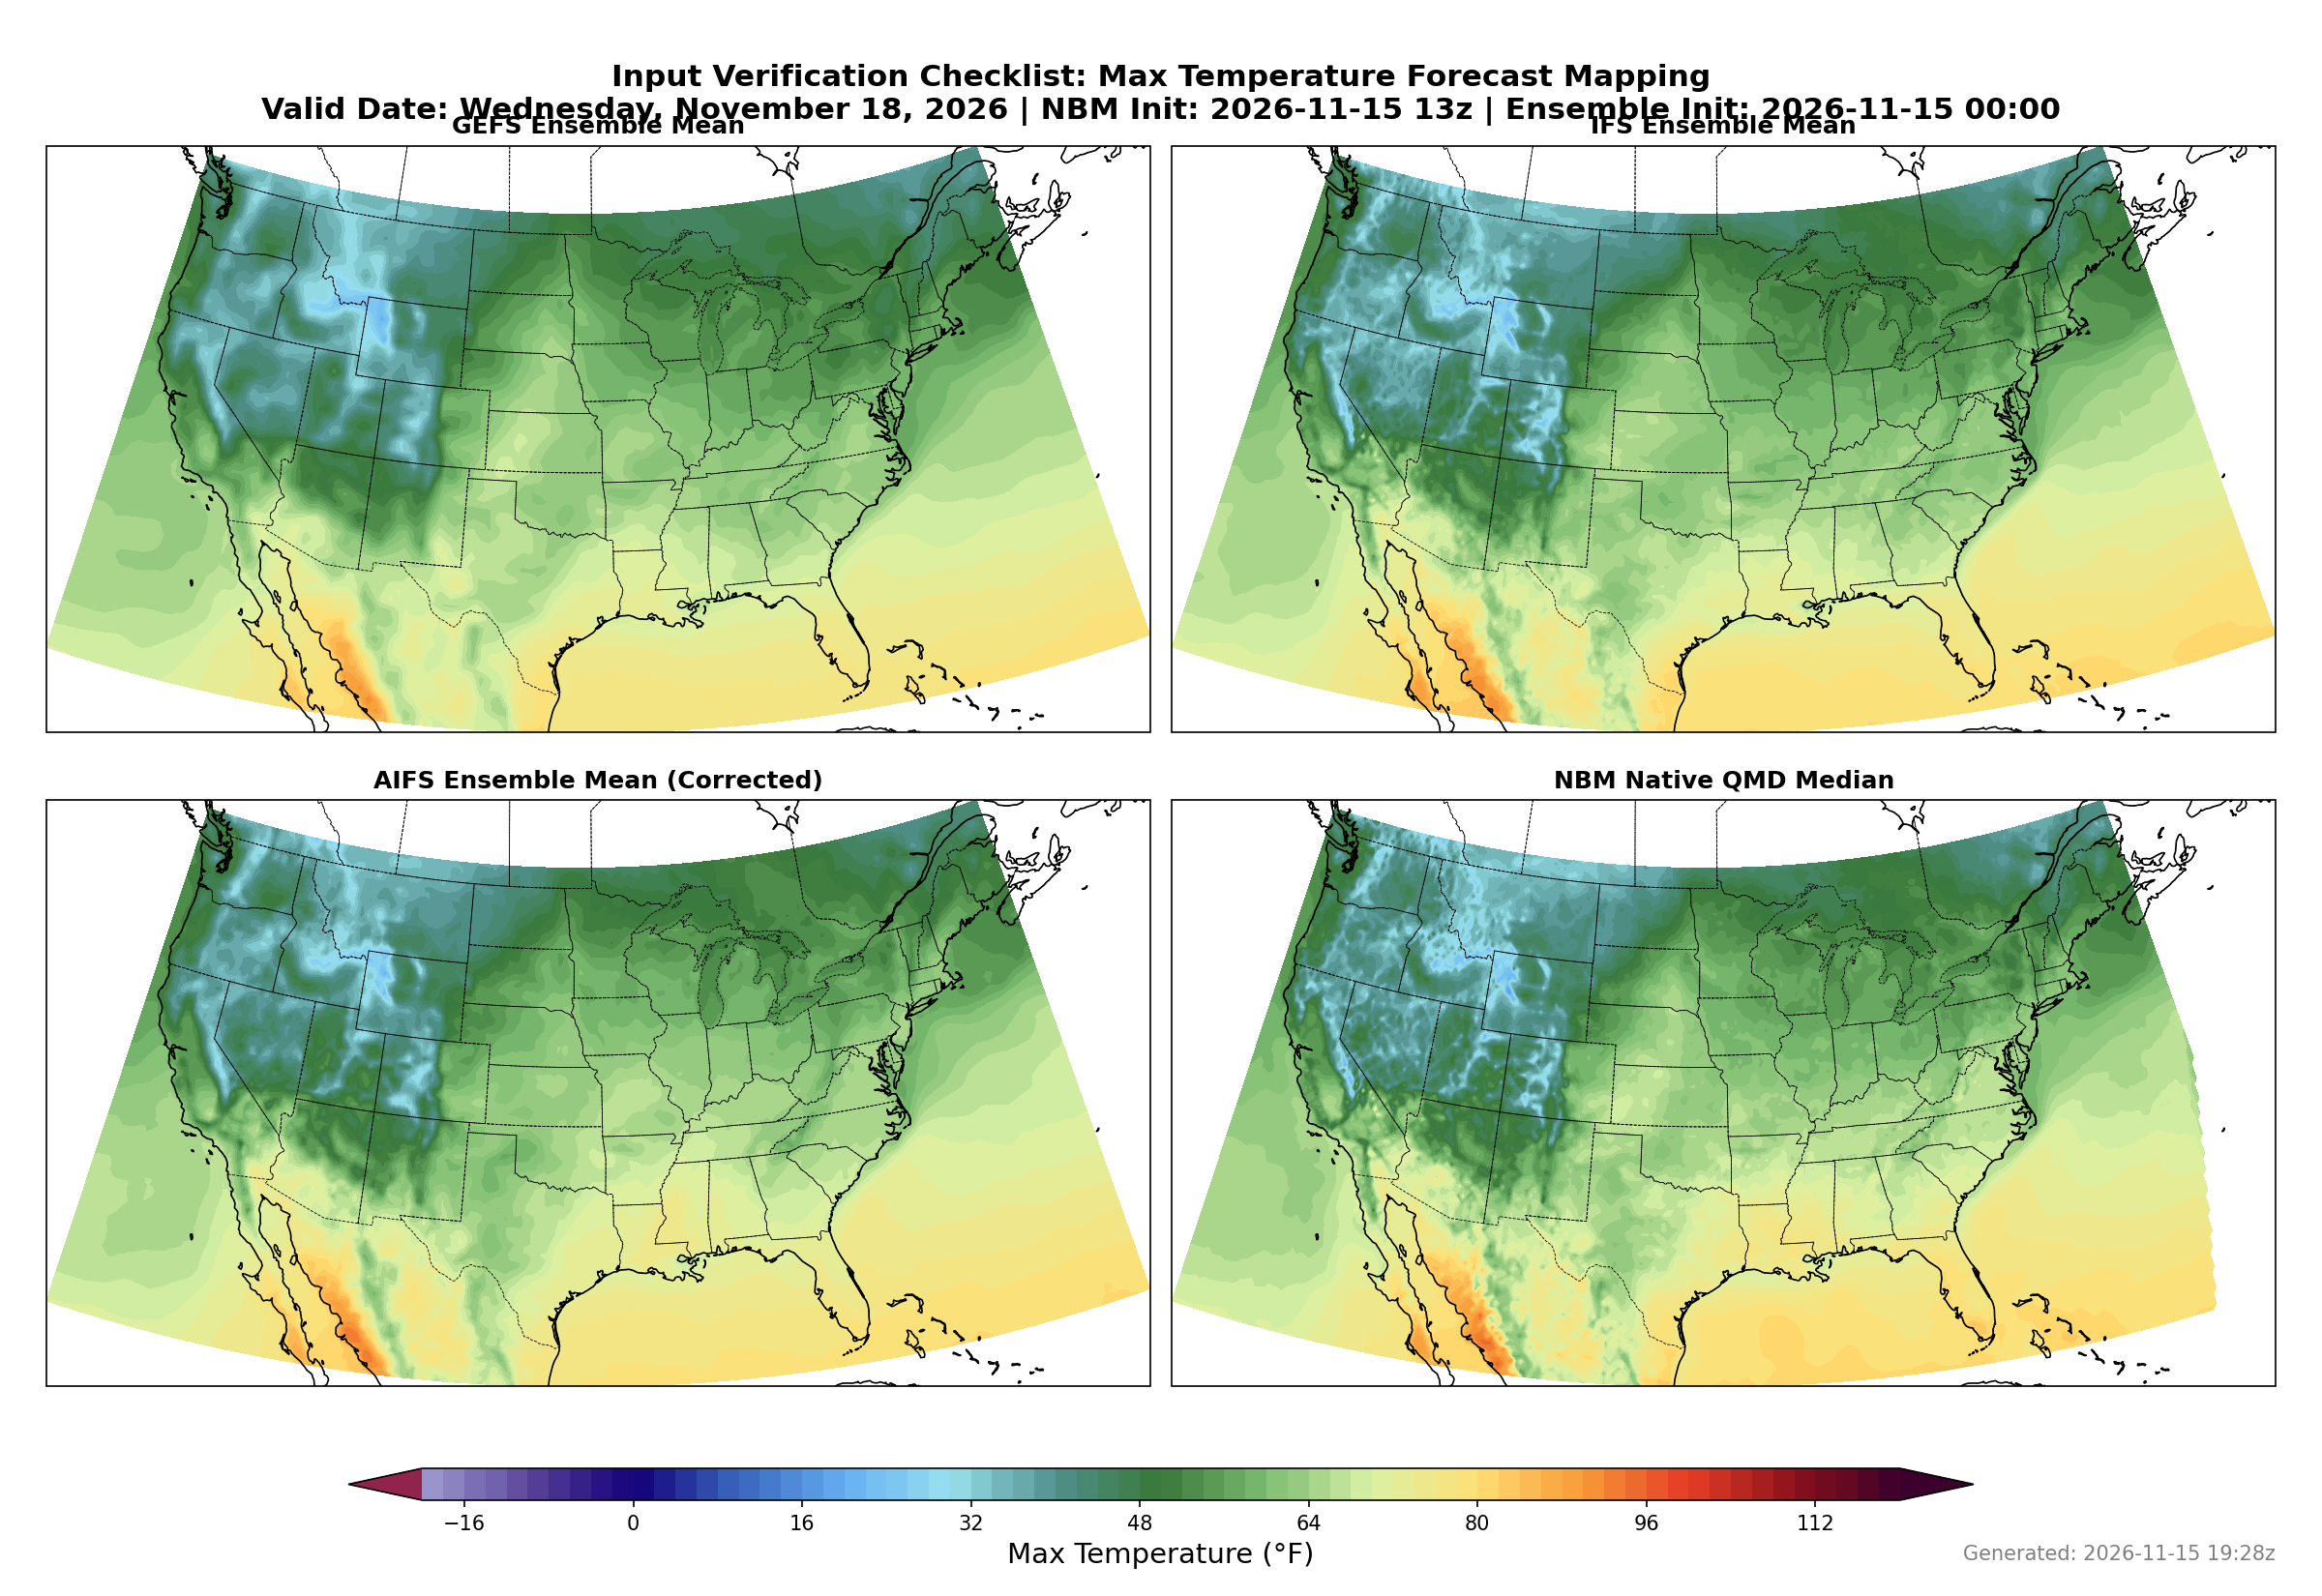 Input Verification Checklist: Max Temperature Forecast Mapping
Valid Date: Wednesday, November 18, 2026 | NBM Init: 2026-11-15 13z | Ensemble Init: 2026-11-15 00:00
GEFS Ensemble Mean
IFS Ensemble Mean
AIFS Ensemble Mean (Corrected)
NBM Native QMD Median
−16 0 16 32 48 64 80 96 112
Max Temperature (°F)
Generated: 2026-11-15 19:28z